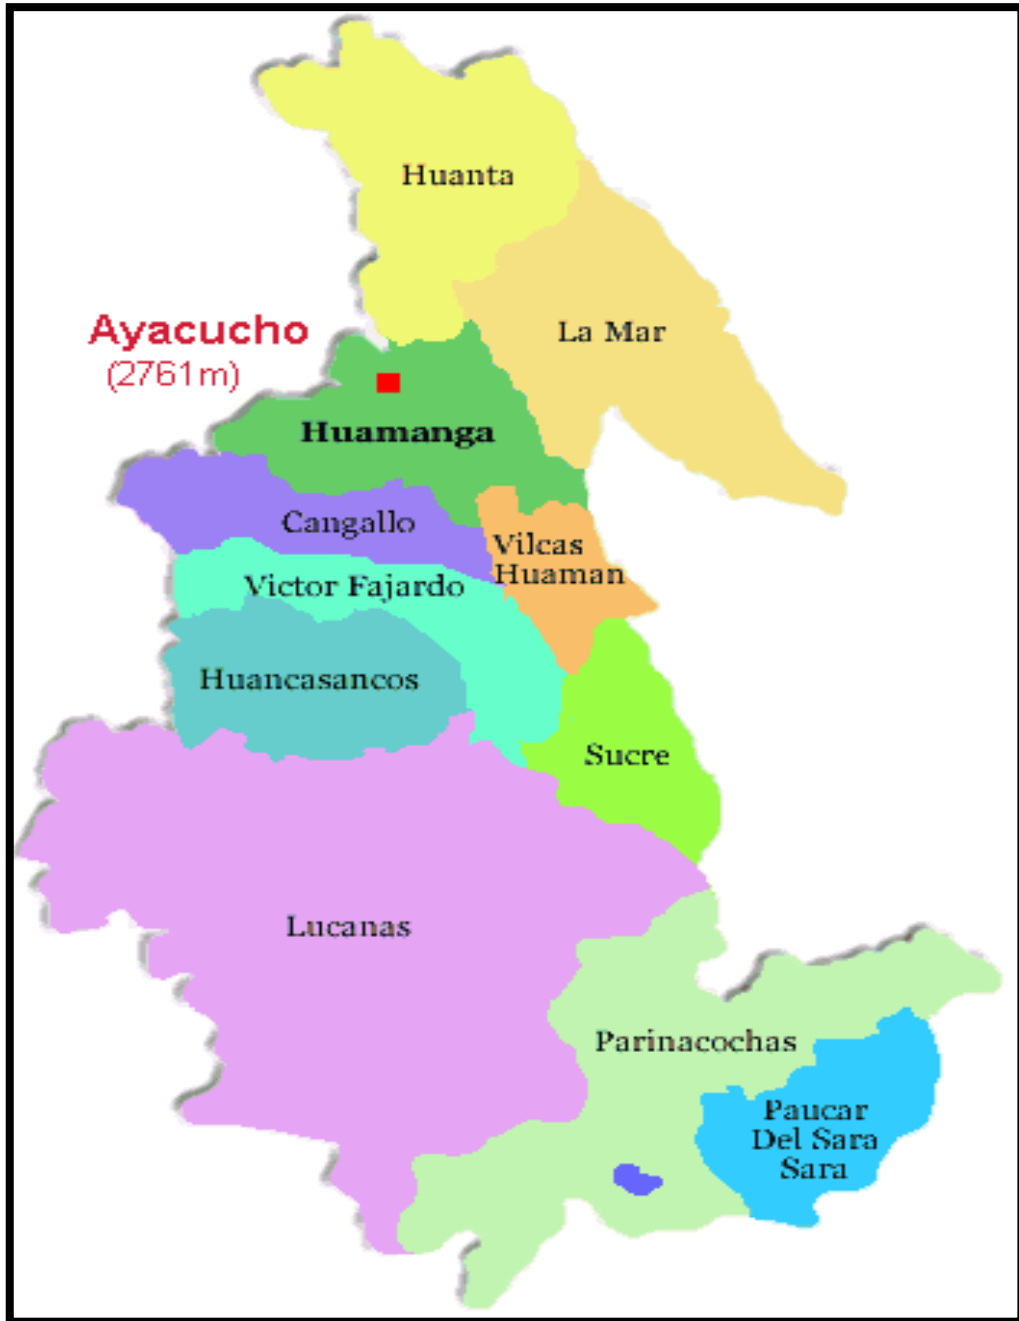 Huanta
La Mar
Ayacucho
(2761m)
Huamanga
Cangallo
Vilcas
Huaman
Victor Fajardo
Huancasancos
Sucre
Lucanas
Parinacochas
Paucar
Del Sara
Sara